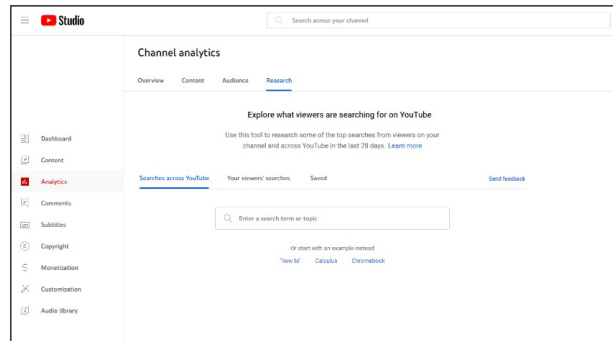 Studio
Search across your channel
Channel analytics
Overview Content Audience Research
Explore what viewers are searching for on YouTube
Use this tool to research some of the top searches from viewers on your
channel and across YouTube in the last 28 days. Learn more
Dashboard
Content
Analytics
Comments
Subtitles
Copyright
Monetization
Customization
Audio library
Searches across YouTube Your viewers' searches Saved Send feedback
Enter a search term or topic
Or start with an example instead
"how to" Calculus Chromebook